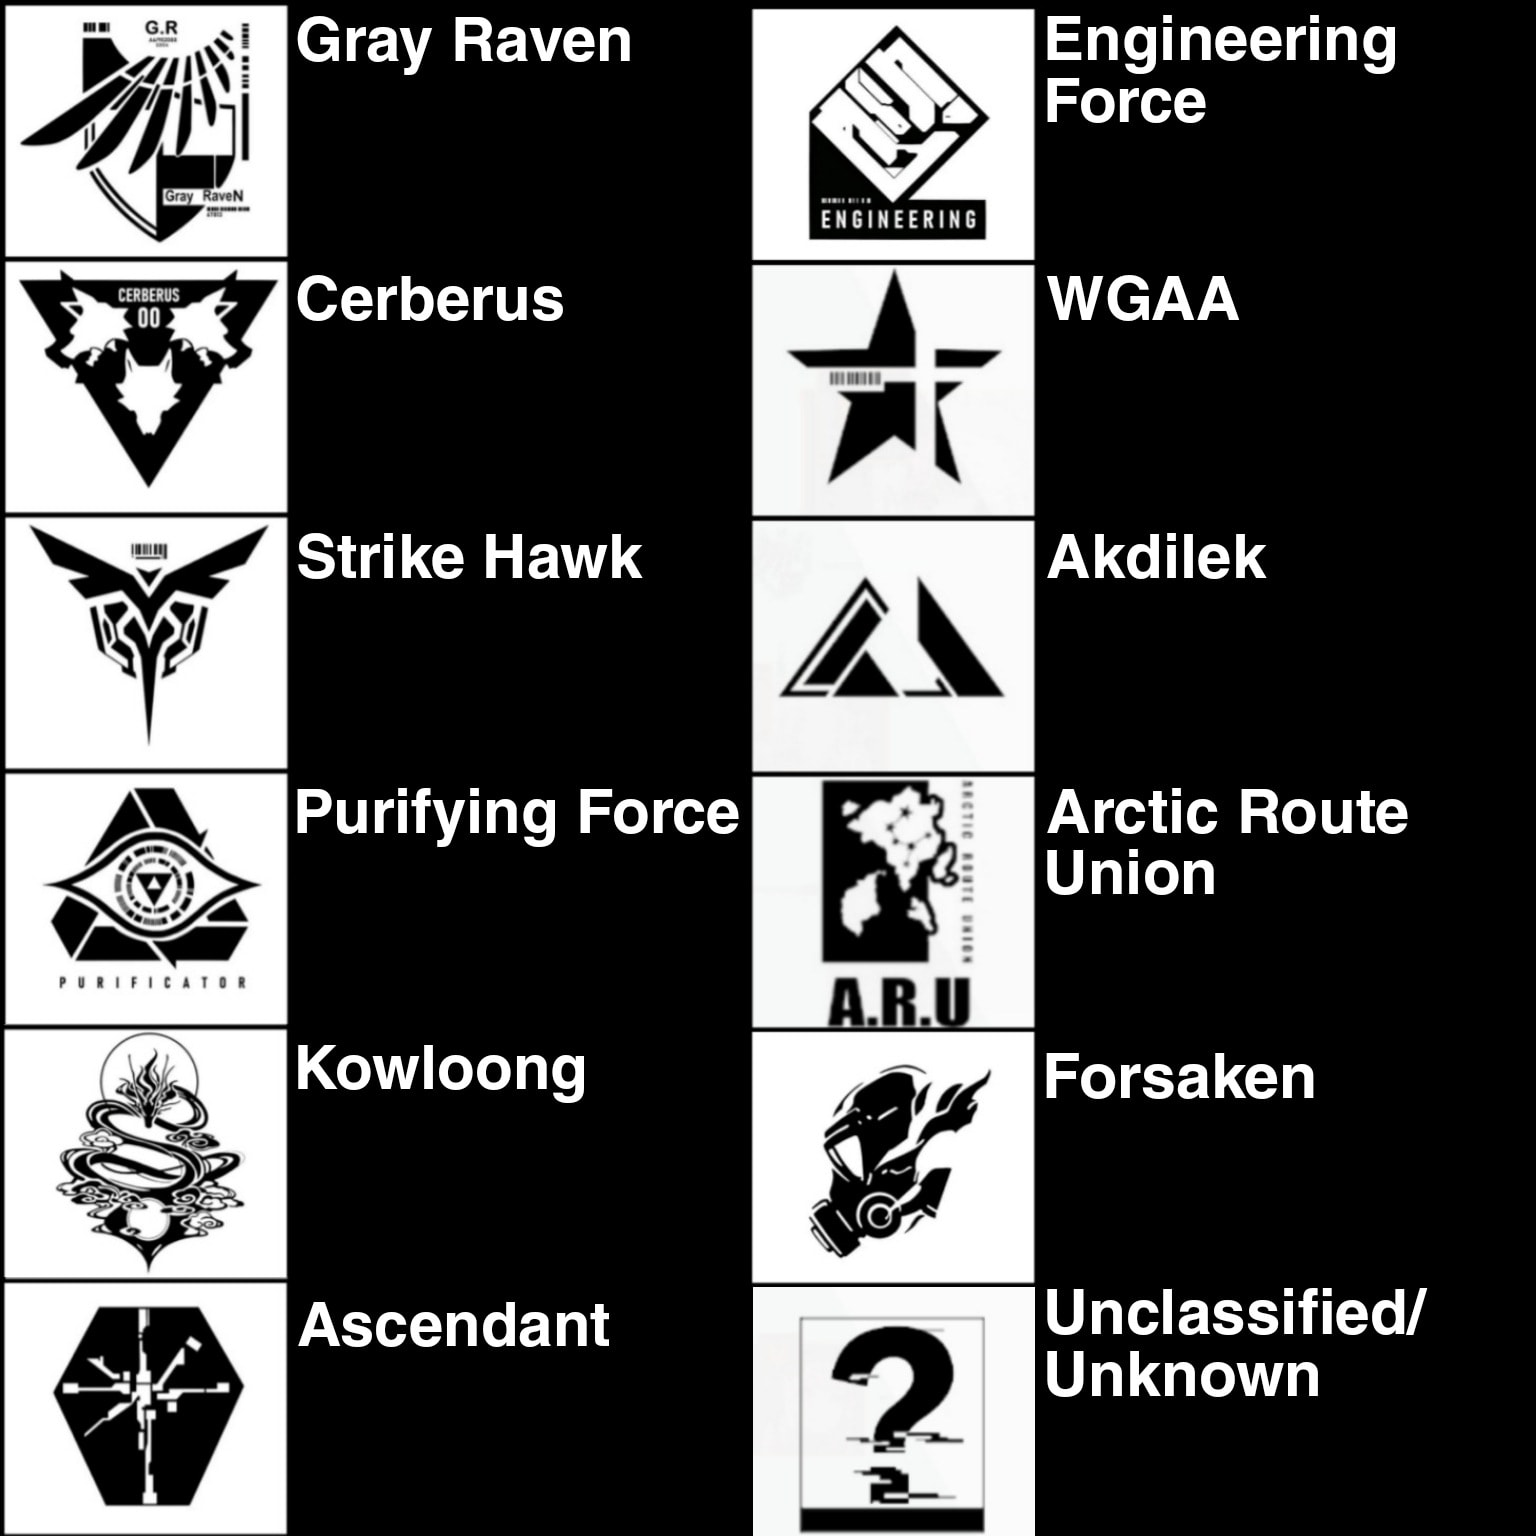 G.R
Gray RaveN
Gray Raven
CERBERUS
00
Cerberus
Strike Hawk
PURIFICATOR
Purifying Force
Kowloong
Ascendant
ENGINEERING
Engineering
Force
WGAA
Akdilek
ARCTIC ROUTE UNION
A.R.U
Arctic Route
Union
Forsaken
?
Unclassified/
Unknown